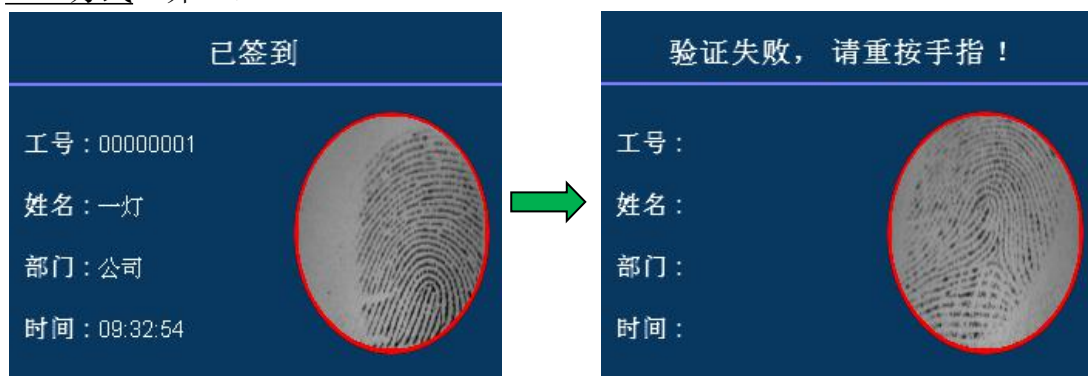 已签到
工号：00000001
姓名：一灯
部门：公司
时间：09:32:54
验证失败， 请重按手指！
工号：
姓名：
部门：
时间：